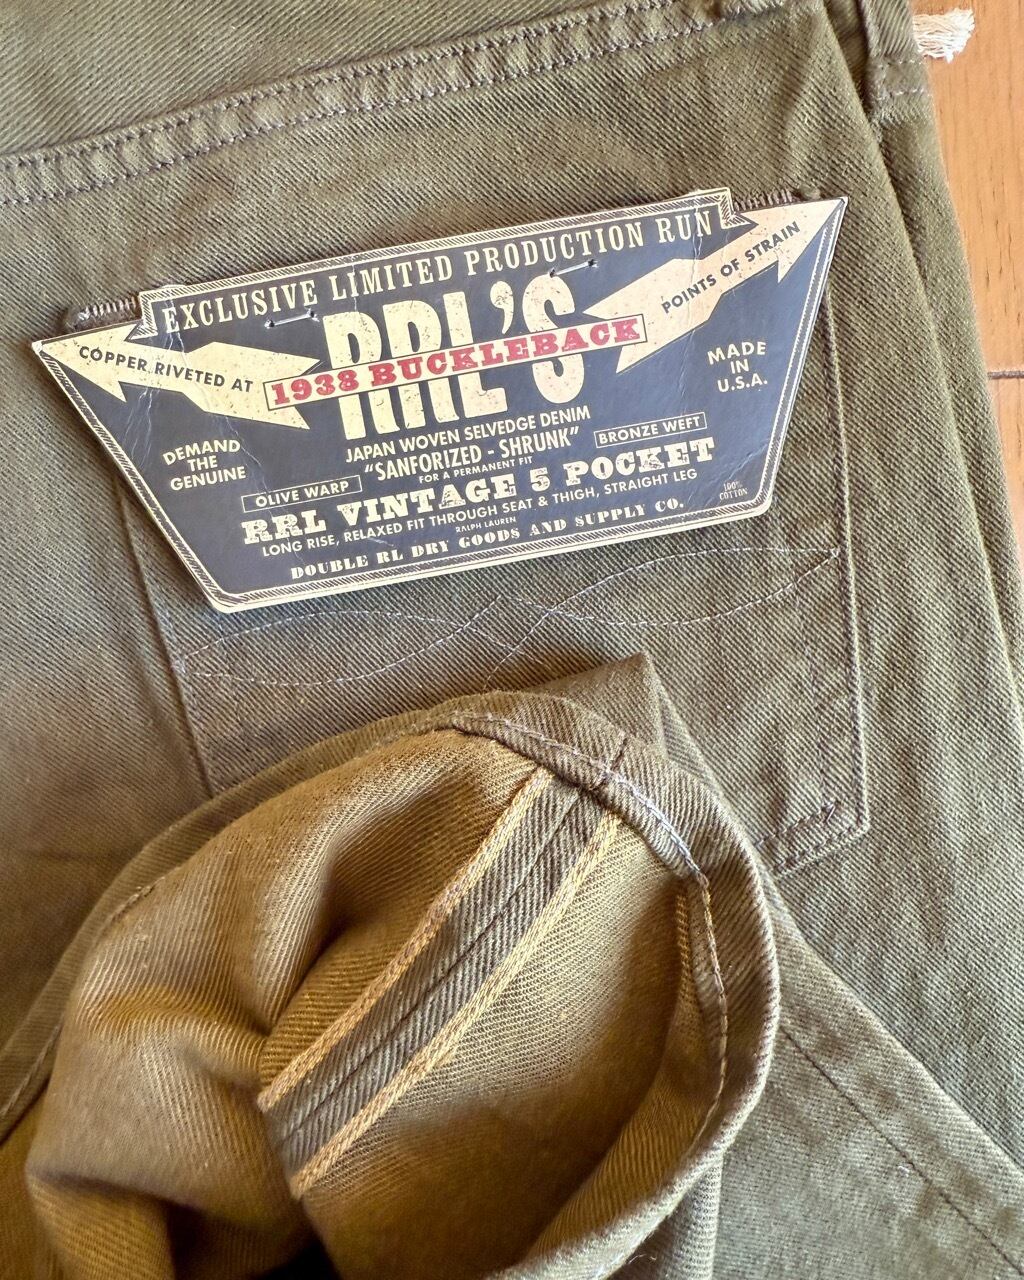 EXCLUSIVE LIMITED PRODUCTION RUN
RRL'S
1938 BUCKLEBACK
COPPER RIVETED AT
POINTS OF STRAIN
DEMAND
THE
GENUINE
MADE
IN
U.S.A.
JAPAN WOVEN SELVEDGE DENIM
"SANFORIZED - SHRUNK"
FOR A PERMANENT FIT
OLIVE WARP
BRONZE WEFT
RRL VINTAGE 5 POCKET
LONG RISE, RELAXED FIT THROUGH SEAT & THIGH, STRAIGHT LEG
RALPH LAUREN
DOUBLE RL DRY GOODS AND SUPPLY CO.
100%
COTTON